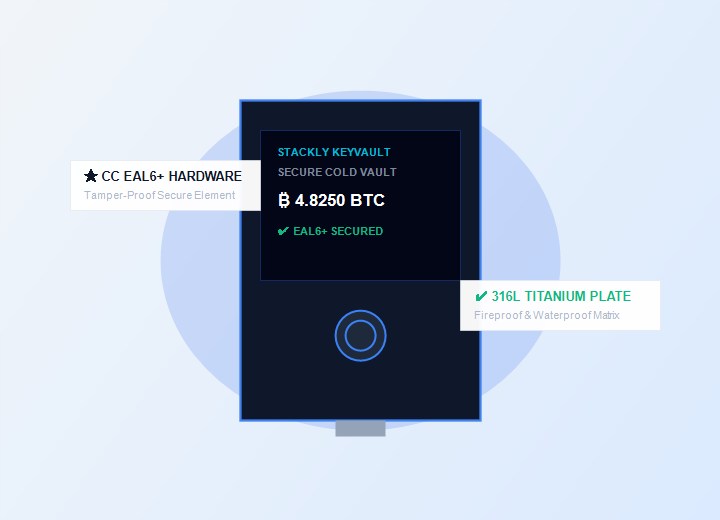 STACKLY KEYVAULT
SECURE COLD VAULT
₿ 4.8250 BTC
✔ EAL6+ SECURED
★ CC EAL6+ HARDWARE
Tamper-Proof Secure Element
✔ 316L TITANIUM PLATE
Fireproof & Waterproof Matrix